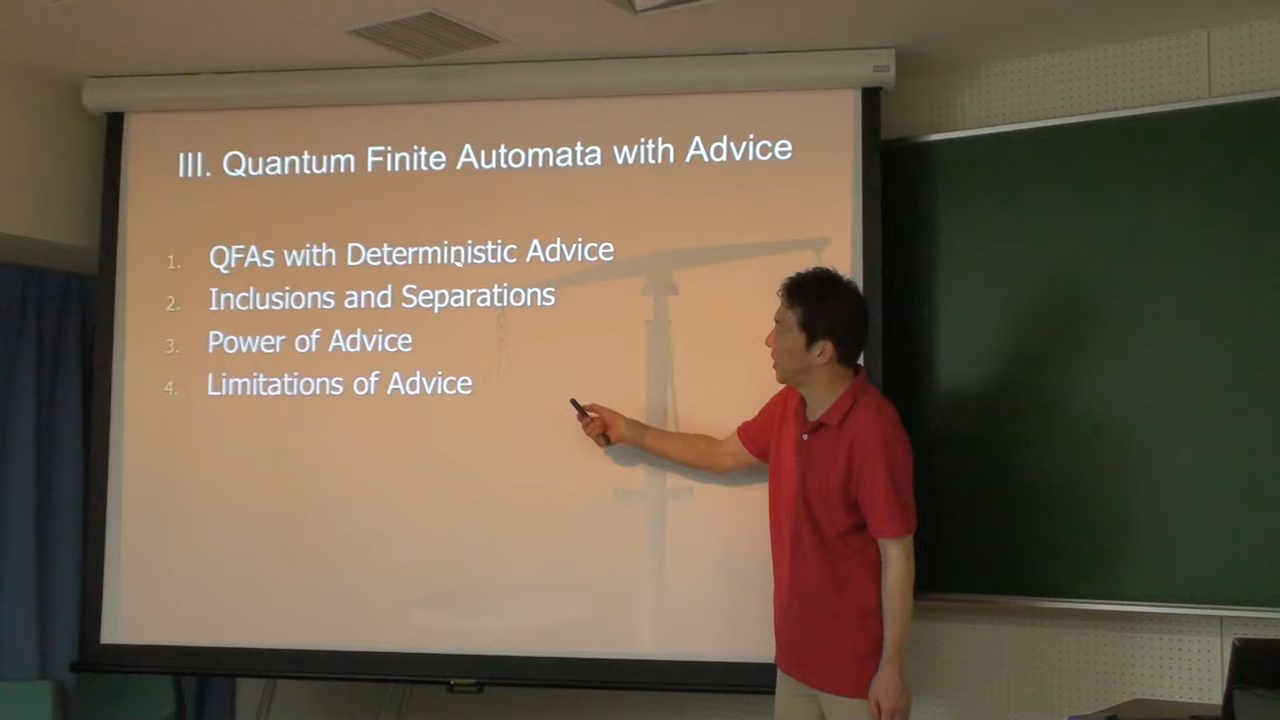 III. Quantum Finite Automata with Advice
1. QFAs with Deterministic Advice
2. Inclusions and Separations
3. Power of Advice
4. Limitations of Advice